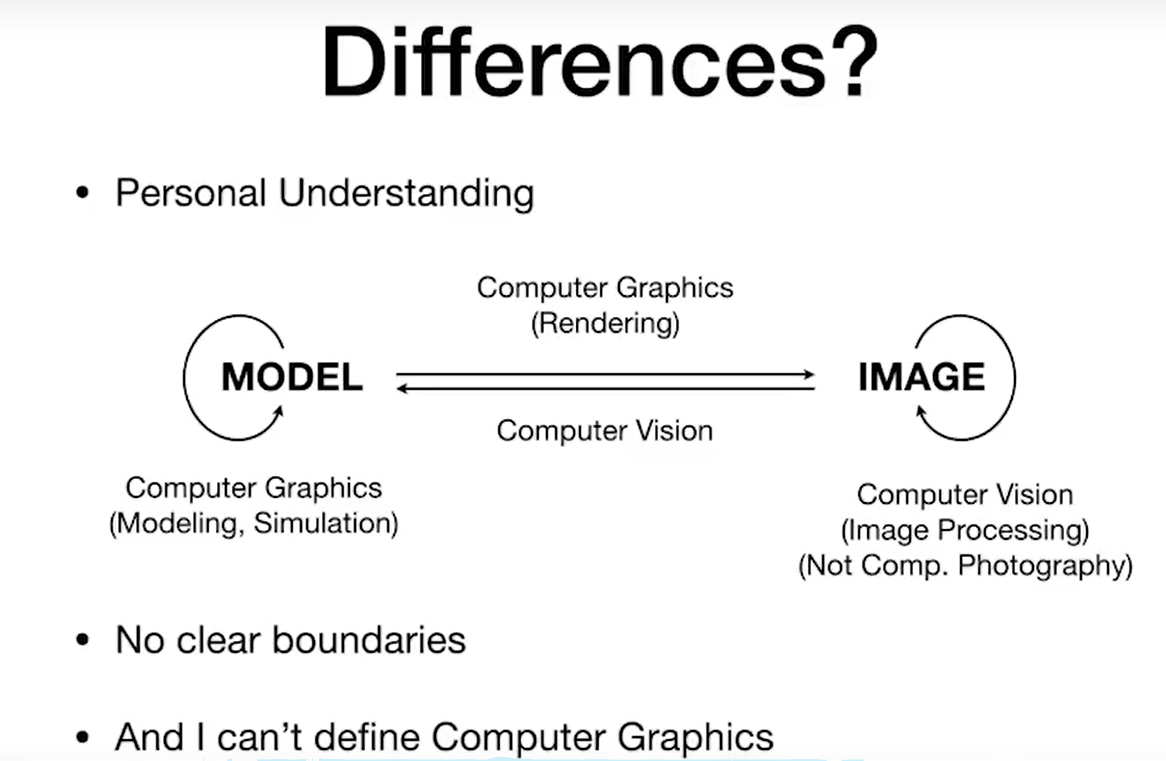 Differences?
• Personal Understanding
Computer Graphics
(Rendering)
MODEL
IMAGE
Computer Vision
Computer Graphics
(Modeling, Simulation)
Computer Vision
(Image Processing)
(Not Comp. Photography)
• No clear boundaries
• And I can’t define Computer Graphics